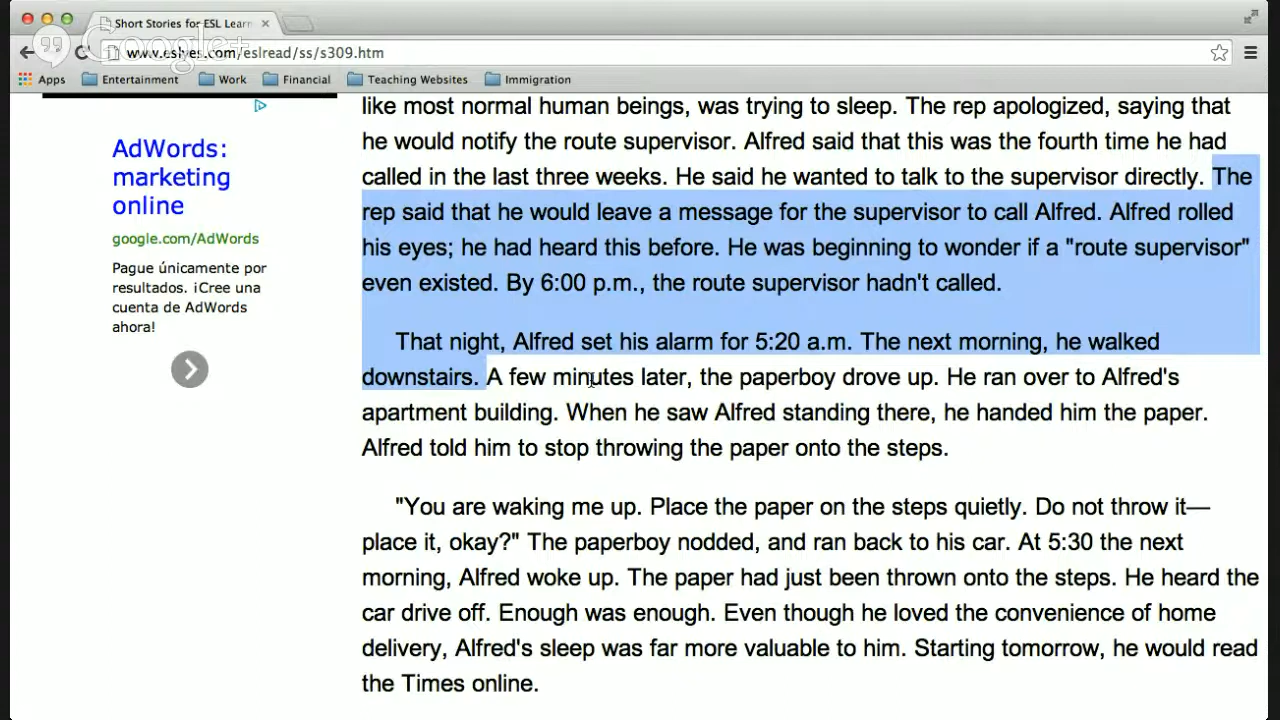 Short Stories for ESL Lear
Google+
www.eslyes.com/eslread/ss/s309.htm
Apps Entertainment Work Financial Teaching Websites Immigration
AdWords:
marketing
online
google.com/AdWords
Pague únicamente por
resultados. ¡Cree una
cuenta de AdWords
ahora!
like most normal human beings, was trying to sleep. The rep apologized, saying that
he would notify the route supervisor. Alfred said that this was the fourth time he had
called in the last three weeks. He said he wanted to talk to the supervisor directly. The
rep said that he would leave a message for the supervisor to call Alfred. Alfred rolled
his eyes; he had heard this before. He was beginning to wonder if a "route supervisor"
even existed. By 6:00 p.m., the route supervisor hadn't called.
That night, Alfred set his alarm for 5:20 a.m. The next morning, he walked
downstairs. A few minutes later, the paperboy drove up. He ran over to Alfred's
apartment building. When he saw Alfred standing there, he handed him the paper.
Alfred told him to stop throwing the paper onto the steps.
"You are waking me up. Place the paper on the steps quietly. Do not throw it—
place it, okay?" The paperboy nodded, and ran back to his car. At 5:30 the next
morning, Alfred woke up. The paper had just been thrown onto the steps. He heard the
car drive off. Enough was enough. Even though he loved the convenience of home
delivery, Alfred's sleep was far more valuable to him. Starting tomorrow, he would read
the Times online.